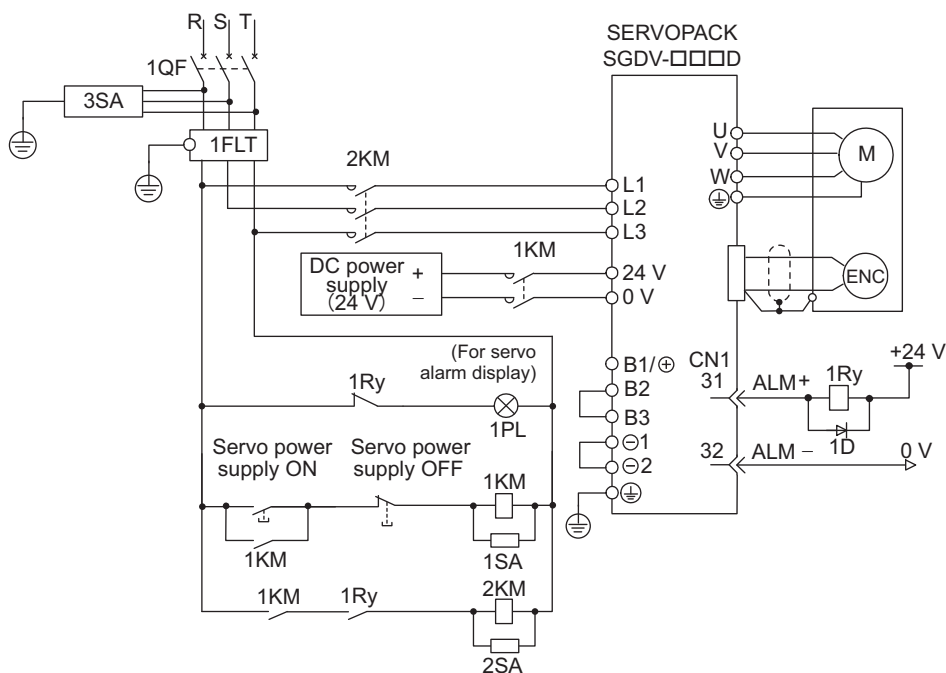 R S T
1QF
3SA
1FLT
2KM
SERVOPACK
SGDV-□□□D
U
V
W
M
L1
L2
L3
1KM
DC power
supply
(24 V)
+
−
24 V
0 V
ENC
(For servo
alarm display)
1Ry
1PL
B1/⊕
B2
B3
⊖1
⊖2
CN1
31
ALM+
1Ry
+24 V
1D
32
ALM −
0 V
Servo power
supply ON
Servo power
supply OFF
1KM
1KM
1SA
1KM
1Ry
2KM
2SA